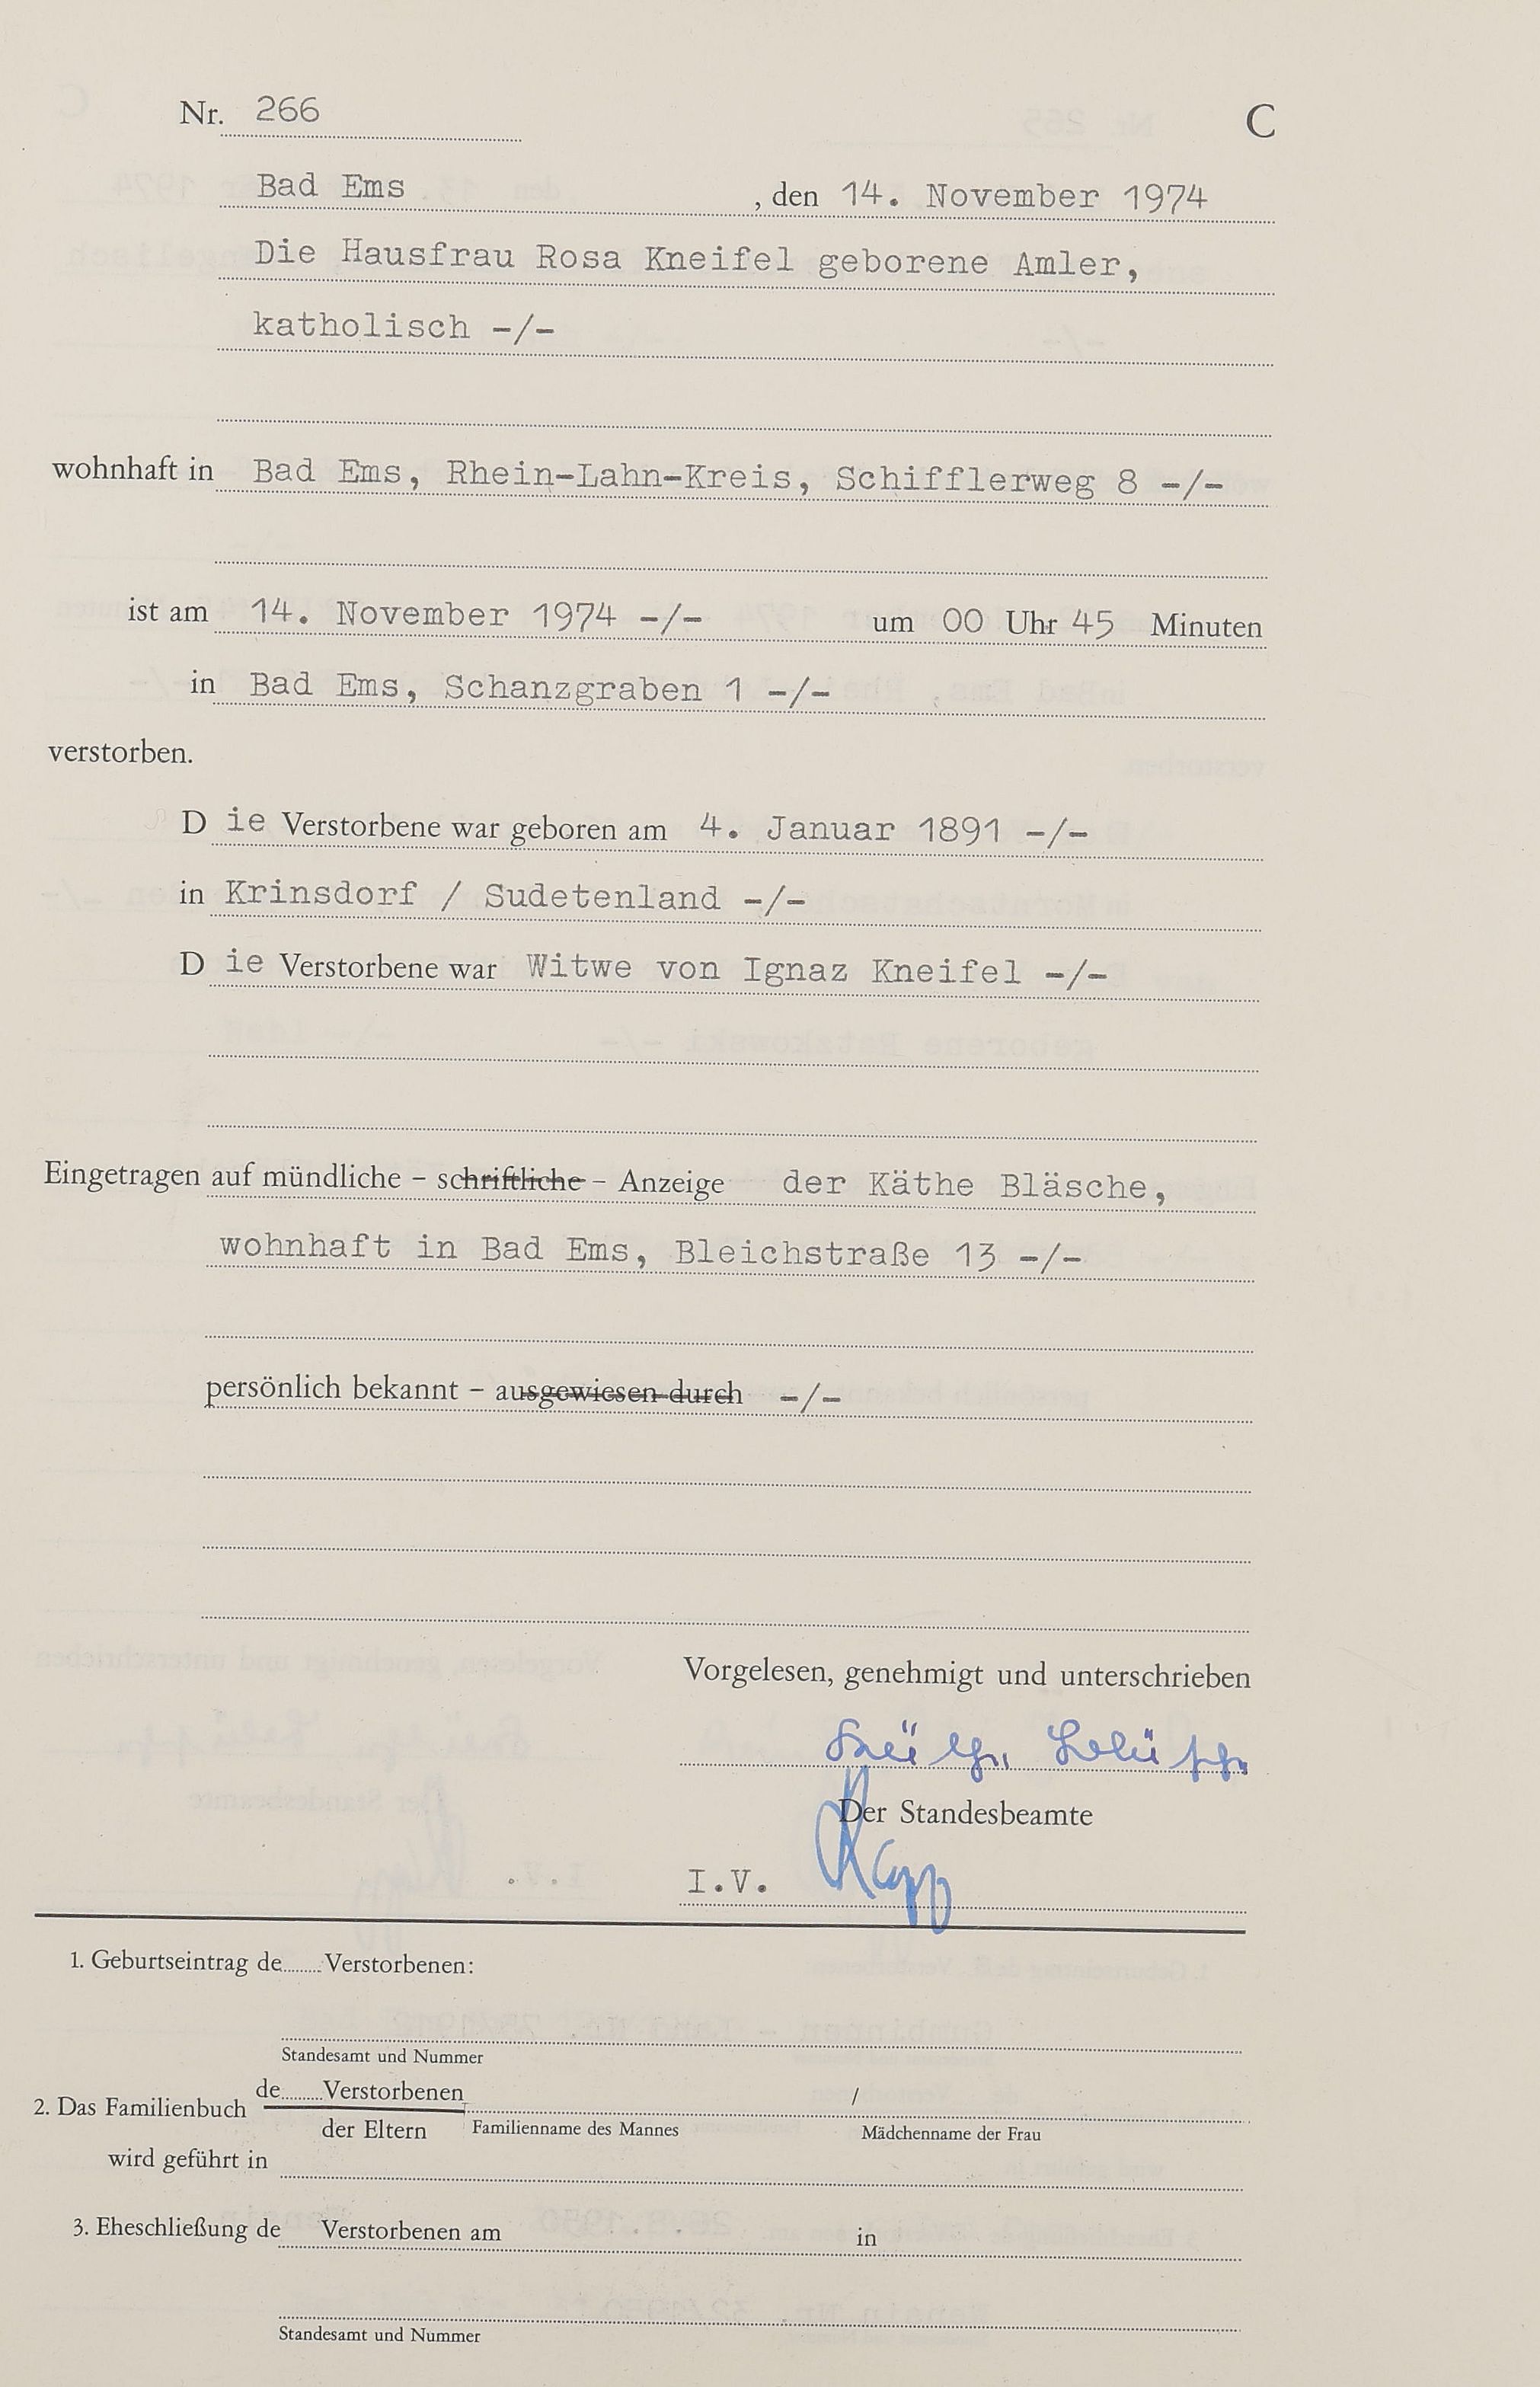 Nr. 266
C
Bad Ems , den 14. November 1974
Die Hausfrau Rosa Kneifel geborene Amler,
katholisch -/-
wohnhaft in Bad Ems, Rhein-Lahn-Kreis, Schifflerweg 8 -/-
ist am 14. November 1974 -/- um 00 Uhr 45 Minuten
in Bad Ems, Schanzgraben 1 -/-
verstorben.
D ie Verstorbene war geboren am 4. Januar 1891 -/-
in Krinsdorf / Sudetenland -/-
D ie Verstorbene war Witwe von Ignaz Kneifel -/-
Eingetragen auf mündliche – schriftliche – Anzeige der Käthe Bläsche,
wohnhaft in Bad Ems, Bleichstraße 13 -/-
persönlich bekannt – ausgewiesen durch -/-
Vorgelesen, genehmigt und unterschrieben
Der Standesbeamte
I.V. Rapp
1. Geburtseintrag de........Verstorbenen:
Standesamt und Nummer
de.........Verstorbenen /
2. Das Familienbuch
der Eltern Familienname des Mannes Mädchenname der Frau
wird geführt in
3. Eheschließung de Verstorbenen am in
Standesamt und Nummer